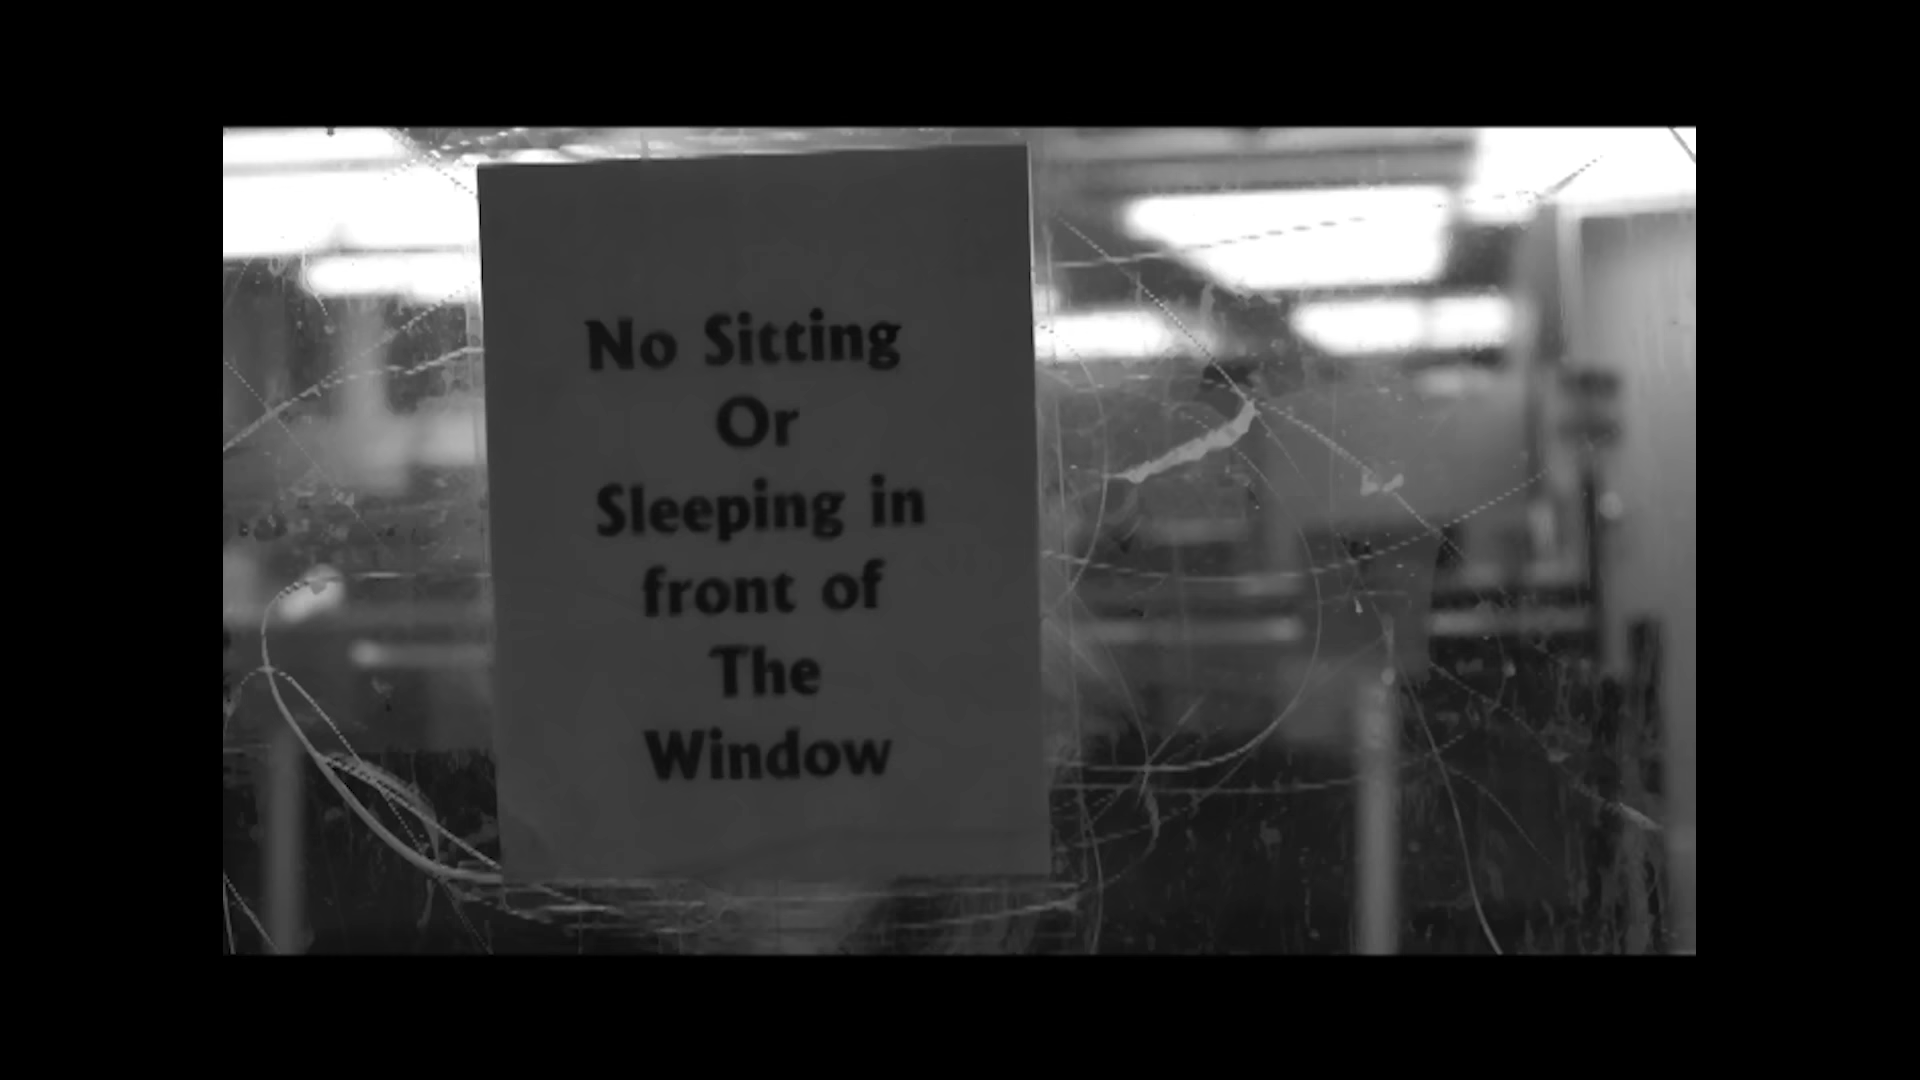 No Sitting
Or
Sleeping in
front of
The
Window